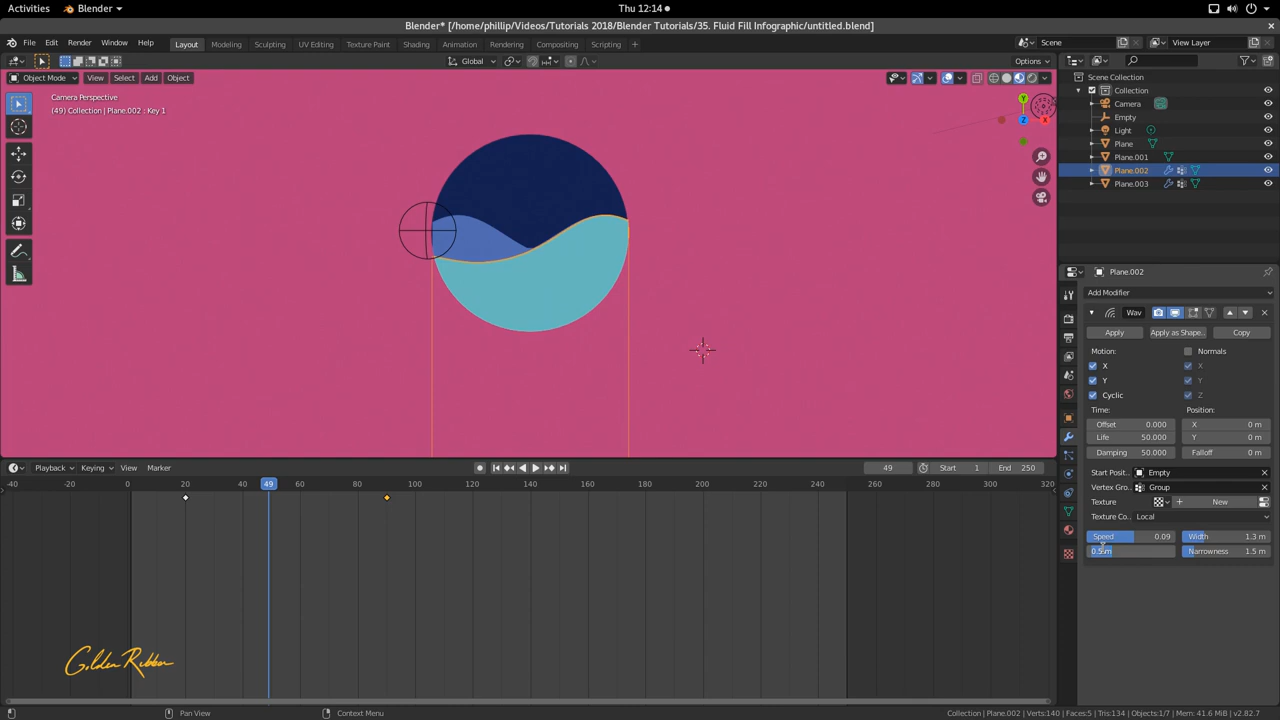 Activities
Blender
Thu 12:14
Blender* [/home/phillip/Videos/Tutorials 2018/Blender Tutorials/35. Fluid Fill Infographic/untitled.blend]
File Edit Render Window Help
Layout Modeling Sculpting UV Editing Texture Paint Shading Animation Rendering Compositing Scripting +
Scene
View Layer
Global
Options
Object Mode View Select Add Object
Camera Perspective
(49) Collection | Plane.002 : Key 1
Y
Z
X
Scene Collection
Collection
Camera
Empty
Light
Plane
Plane.001
Plane.002
Plane.003
Plane.002
Add Modifier
Wav
Apply Apply as Shape.. Copy
Motion: Normals
X X
Y Y
Cyclic Z
Time: Position:
Offset 0.000 X 0 m
Life 50.000 Y 0 m
Damping 50.000 Falloff 0 m
Start Posit.. Empty
Vertex Gro.. Group
Texture New
Texture Co.. Local
Speed 0.09 Width 1.3 m
0.5m Narrowness 1.5 m
Playback Keying View Marker
49 Start 1 End 250
-40 -20 0 20 40 49 60 80 100 120 140 160 180 200 220 240 260 280 300 320
Golden Ribbon
Pan View
Context Menu
Collection | Plane.002 | Verts:140 | Faces:5 | Tris:134 | Objects:1/7 | Mem: 41.6 MiB | v2.82.7